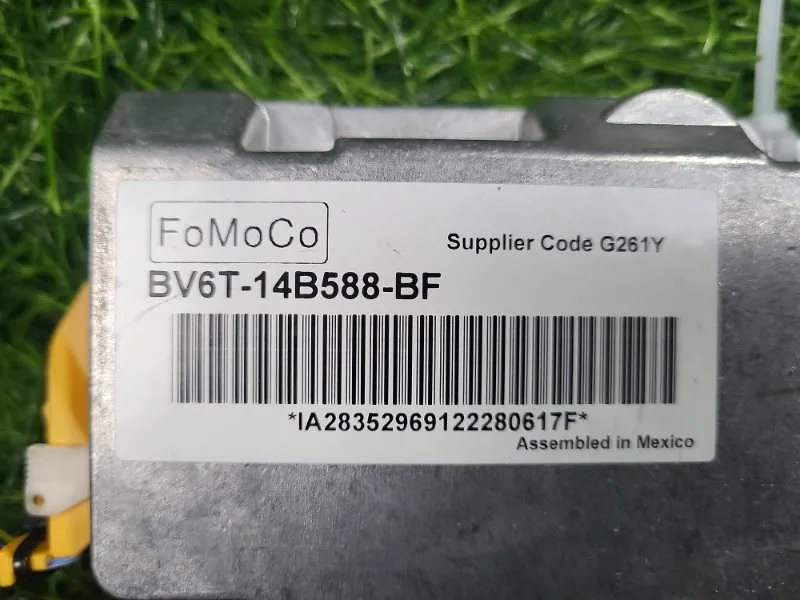 FoMoCo
Supplier Code G261Y
BV6T-14B588-BF
*IA28352969122280617F*
Assembled in Mexico